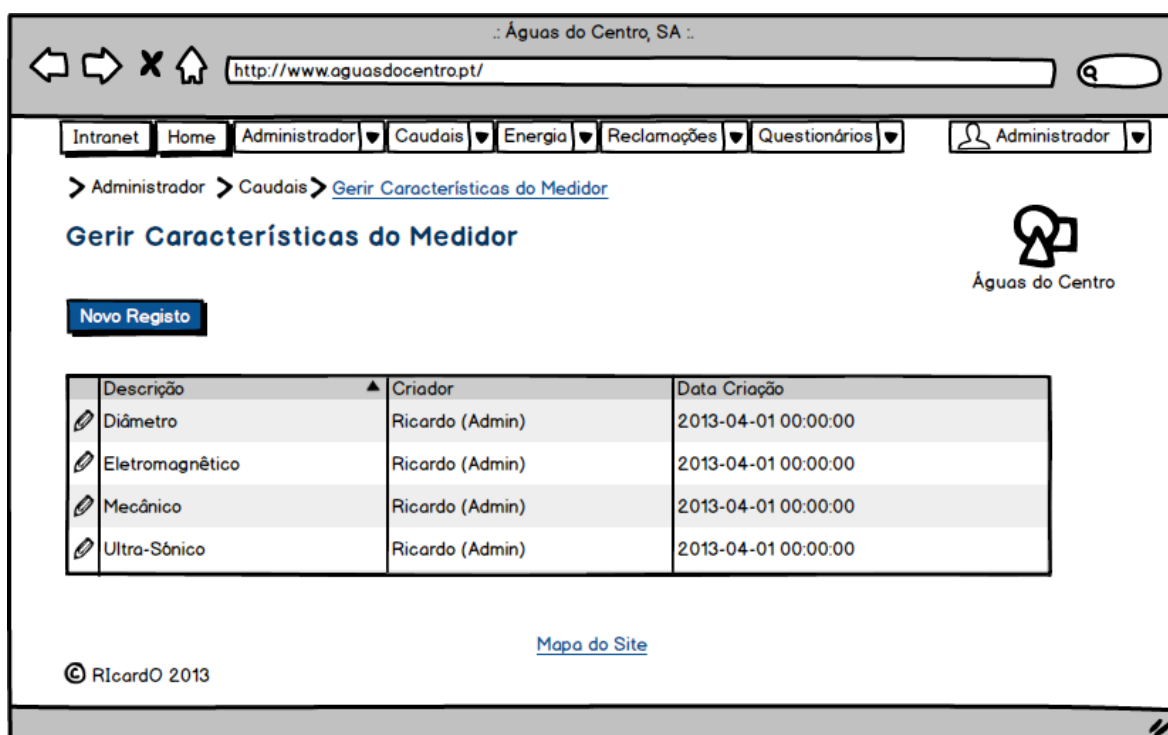 .: Águas do Centro, SA :.
http://www.aguasdocentro.pt/
Intranet Home Administrador Caudais Energia Reclamações Questionários Administrador
Administrador Caudais Gerir Características do Medidor
Gerir Características do Medidor
Águas do Centro
Novo Registo
Descrição Criador Data Criação
Diâmetro Ricardo (Admin) 2013-04-01 00:00:00
Eletromagnêtico Ricardo (Admin) 2013-04-01 00:00:00
Mecânico Ricardo (Admin) 2013-04-01 00:00:00
Ultra-Sónico Ricardo (Admin) 2013-04-01 00:00:00
Mapa do Site
© RIcardO 2013